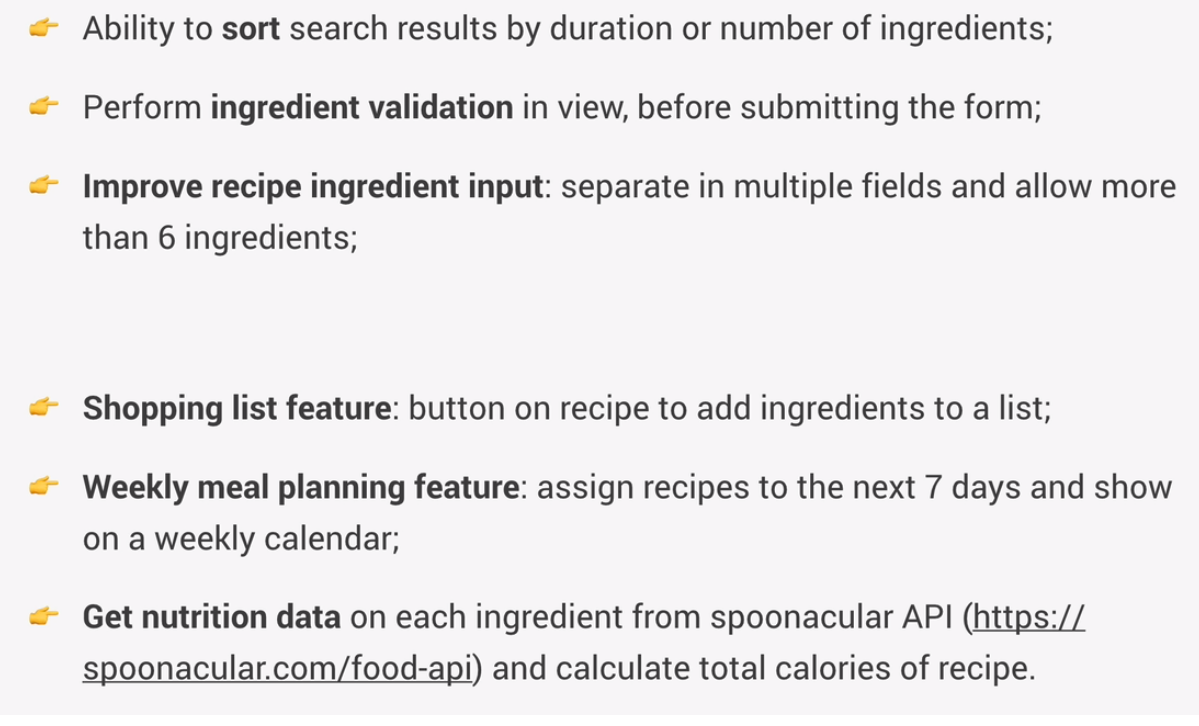 👉 Ability to sort search results by duration or number of ingredients;
👉 Perform ingredient validation in view, before submitting the form;
👉 Improve recipe ingredient input: separate in multiple fields and allow more
than 6 ingredients;
👉 Shopping list feature: button on recipe to add ingredients to a list;
👉 Weekly meal planning feature: assign recipes to the next 7 days and show
on a weekly calendar;
👉 Get nutrition data on each ingredient from spoonacular API (https://
spoonacular.com/food-api) and calculate total calories of recipe.